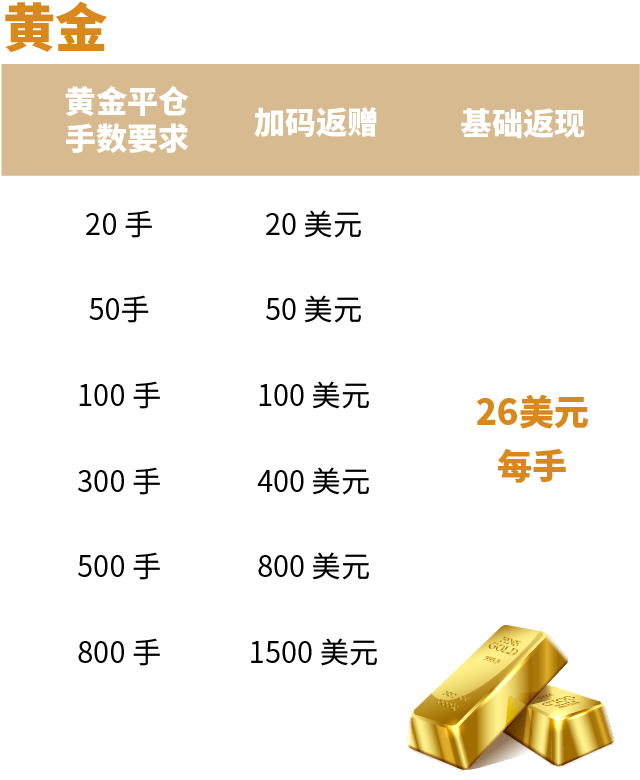 黄金
黄金平仓
手数要求
加码返赠
基础返现
20 手
20 美元
50手
50 美元
100 手
100 美元
26美元
每手
300 手
400 美元
500 手
800 美元
800 手
1500 美元
GOLD
999,9